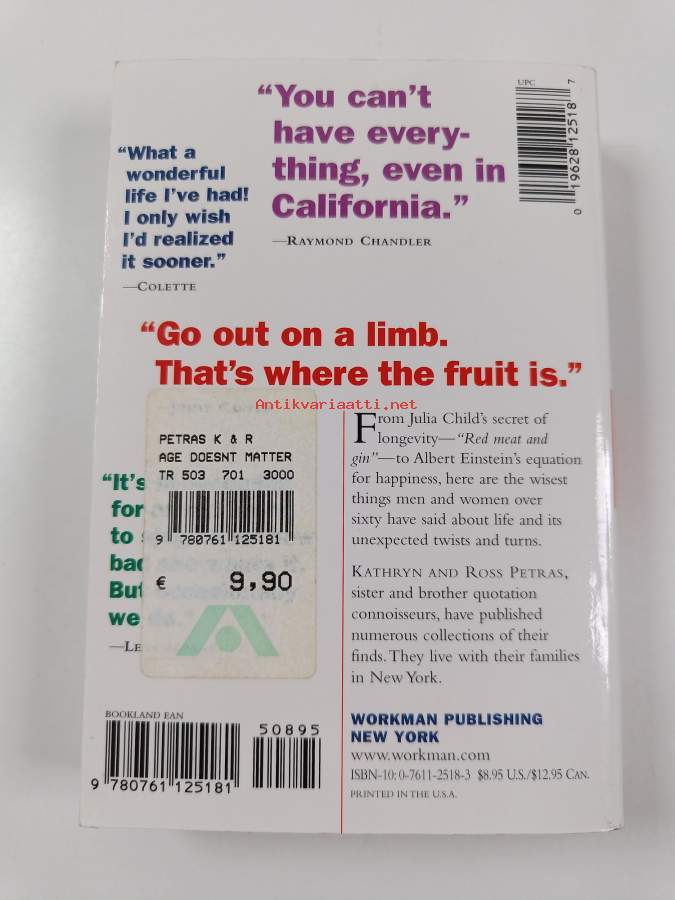 UPC
0 19628 12518 7
“You can't
have every-
thing, even in
California.”
—RAYMOND CHANDLER
“What a
wonderful
life I've had!
I only wish
I'd realized
it sooner.”
—COLETTE
“Go out on a limb.
That's where the fruit is.”
Antikvariaatti.net
PETRAS K & R
AGE DOESNT MATTER
TR 503 701 3000
9 780761 125181
€ 9,90
“It's
for
to
bad
But
we
From Julia Child's secret of
longevity—“Red meat and
gin”—to Albert Einstein's equation
for happiness, here are the wisest
things men and women over
sixty have said about life and its
unexpected twists and turns.
KATHRYN AND ROSS PETRAS,
sister and brother quotation
connoisseurs, have published
numerous collections of their
finds. They live with their families
in New York.
WORKMAN PUBLISHING
NEW YORK
www.workman.com
ISBN-10: 0-7611-2518-3 $8.95 U.S./$12.95 CAN.
PRINTED IN THE U.S.A.
BOOKLAND EAN
50895
9 780761 125181